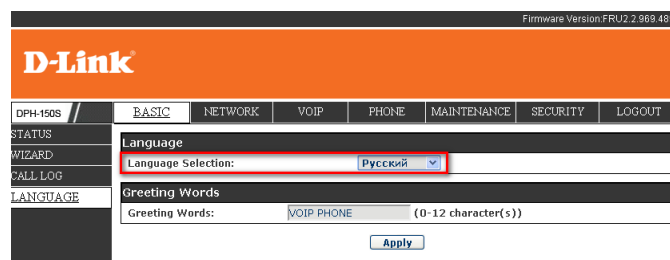 Firmware Version:FRU2.2.969.48
D-Link
DPH-150S BASIC NETWORK VOIP PHONE MAINTENANCE SECURITY LOGOUT
STATUS
WIZARD
CALL LOG
LANGUAGE
Language
Language Selection: Русский
Greeting Words
Greeting Words: VOIP PHONE (0-12 character(s))
Apply